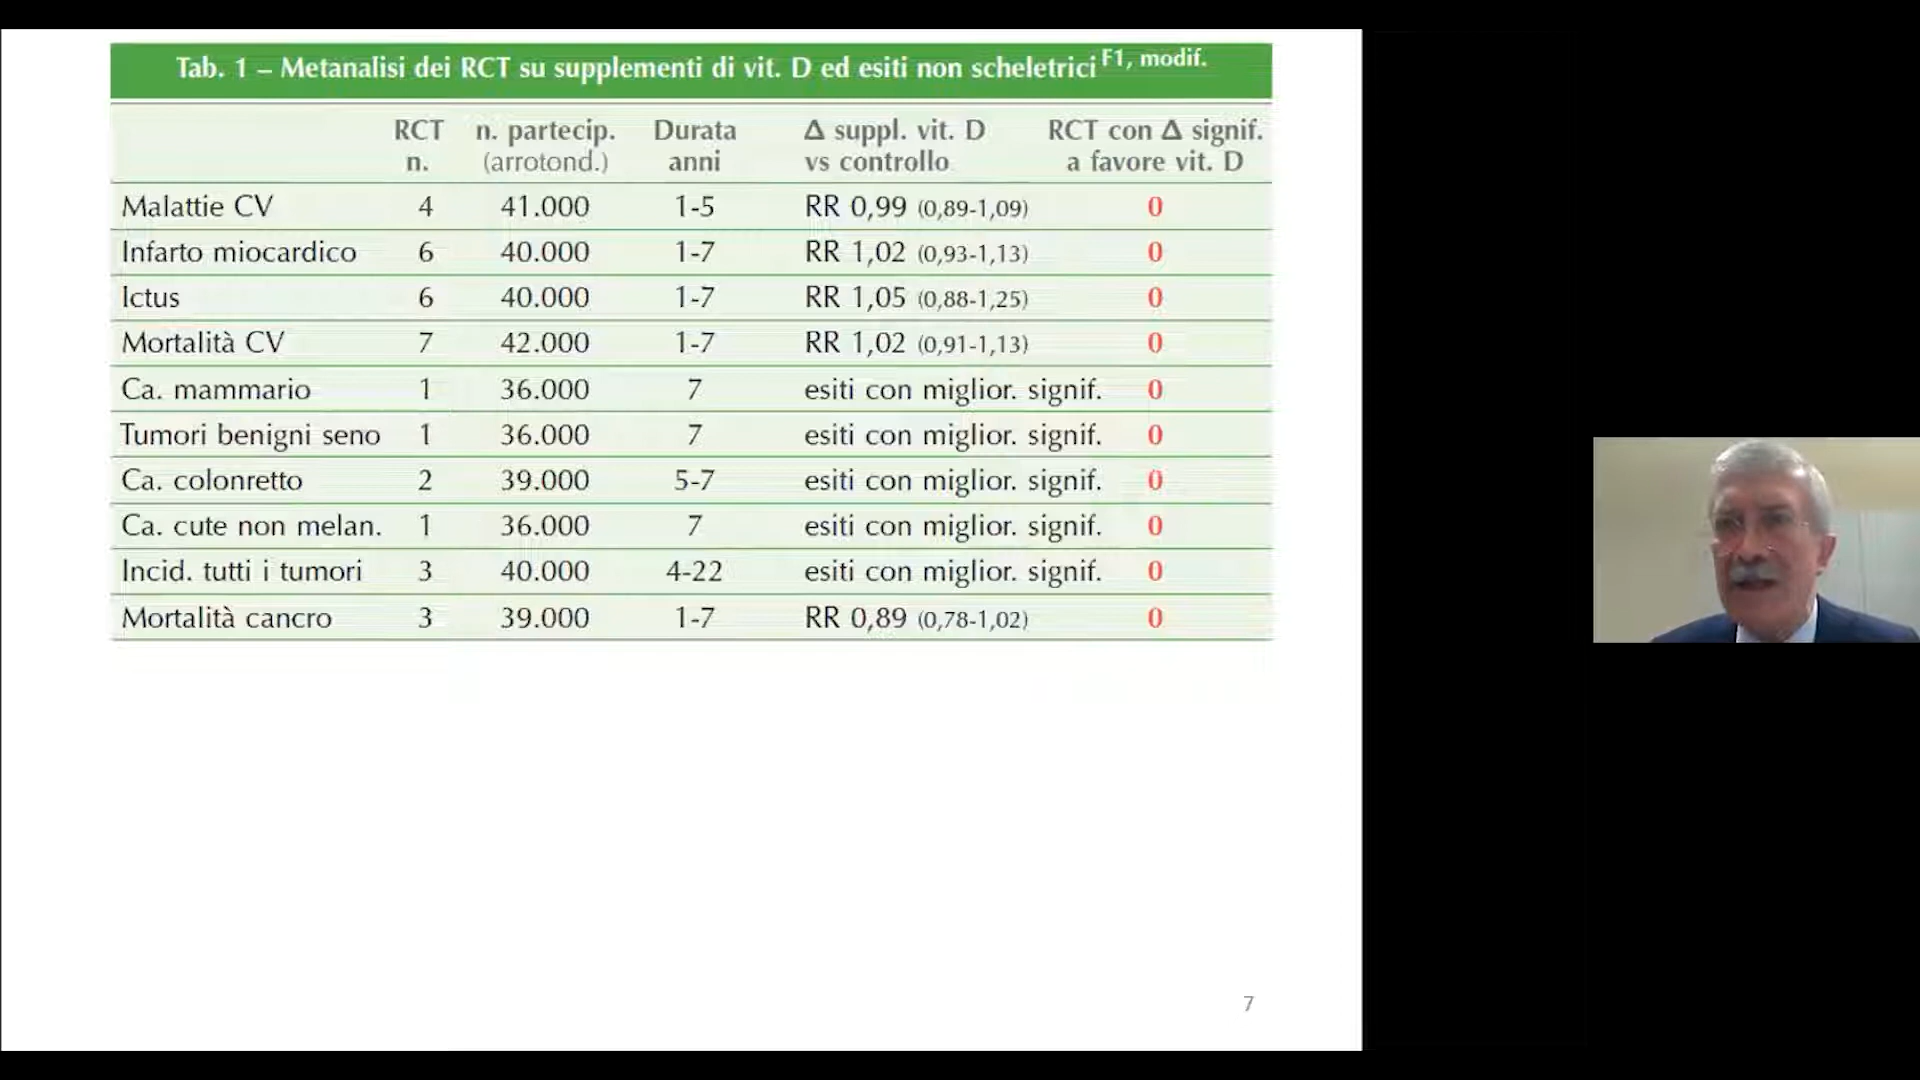 Tab. 1 – Metanalisi dei RCT su supplementi di vit. D ed esiti non scheletrici F1, modif.
RCT n. partecip. Durata Δ suppl. vit. D RCT con Δ signif.
n. (arrotond.) anni vs controllo a favore vit. D
Malattie CV 4 41.000 1-5 RR 0,99 (0,89-1,09) 0
Infarto miocardico 6 40.000 1-7 RR 1,02 (0,93-1,13) 0
Ictus 6 40.000 1-7 RR 1,05 (0,88-1,25) 0
Mortalità CV 7 42.000 1-7 RR 1,02 (0,91-1,13) 0
Ca. mammario 1 36.000 7 esiti con miglior. signif. 0
Tumori benigni seno 1 36.000 7 esiti con miglior. signif. 0
Ca. colonretto 2 39.000 5-7 esiti con miglior. signif. 0
Ca. cute non melan. 1 36.000 7 esiti con miglior. signif. 0
Incid. tutti i tumori 3 40.000 4-22 esiti con miglior. signif. 0
Mortalità cancro 3 39.000 1-7 RR 0,89 (0,78-1,02) 0
7